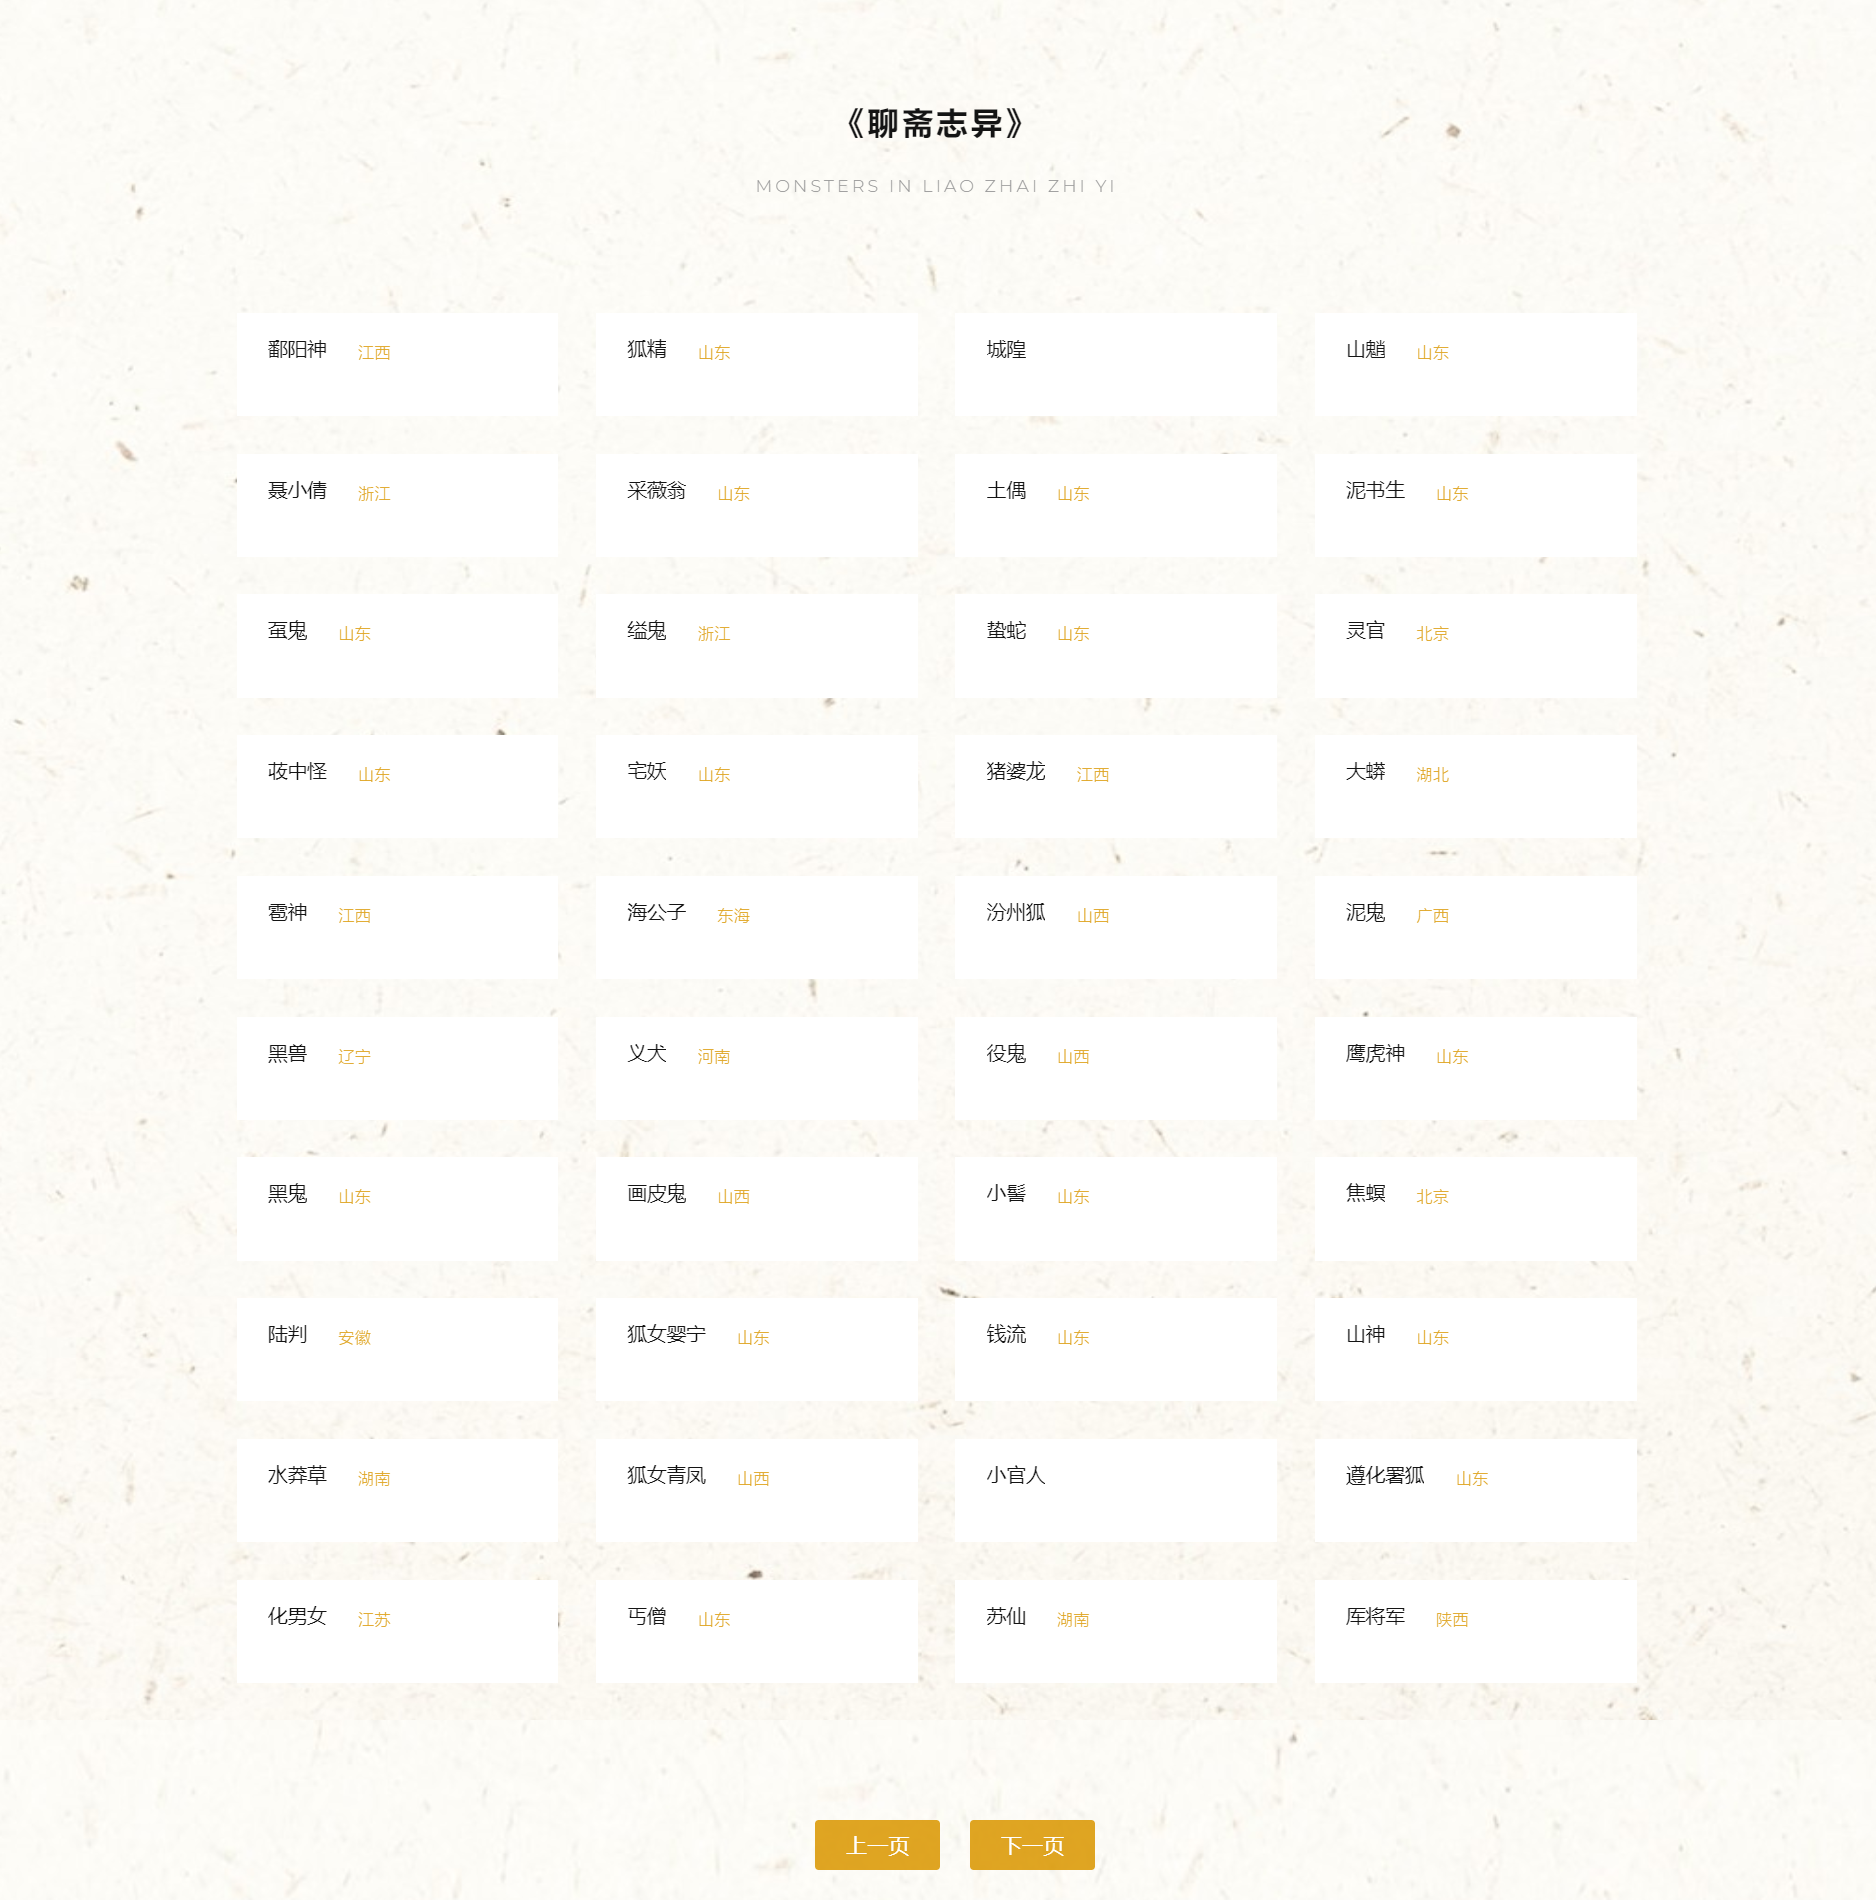 《聊斋志异》
MONSTERS IN LIAO ZHAI ZHI YI
鄱阳神 江西
狐精 山东
城隍
山魈 山东
聂小倩 浙江
采薇翁 山东
土偶 山东
泥书生 山东
虿鬼 山东
缢鬼 浙江
蛰蛇 山东
灵官 北京
荍中怪 山东
宅妖 山东
猪婆龙 江西
大蟒 湖北
雹神 江西
海公子 东海
汾州狐 山西
泥鬼 广西
黑兽 辽宁
义犬 河南
役鬼 山西
鹰虎神 山东
黑鬼 山东
画皮鬼 山西
小髻 山东
焦螟 北京
陆判 安徽
狐女婴宁 山东
钱流 山东
山神 山东
水莽草 湖南
狐女青凤 山西
小官人
遵化署狐 山东
化男女 江苏
丐僧 山东
苏仙 湖南
厍将军 陕西
上一页 下一页